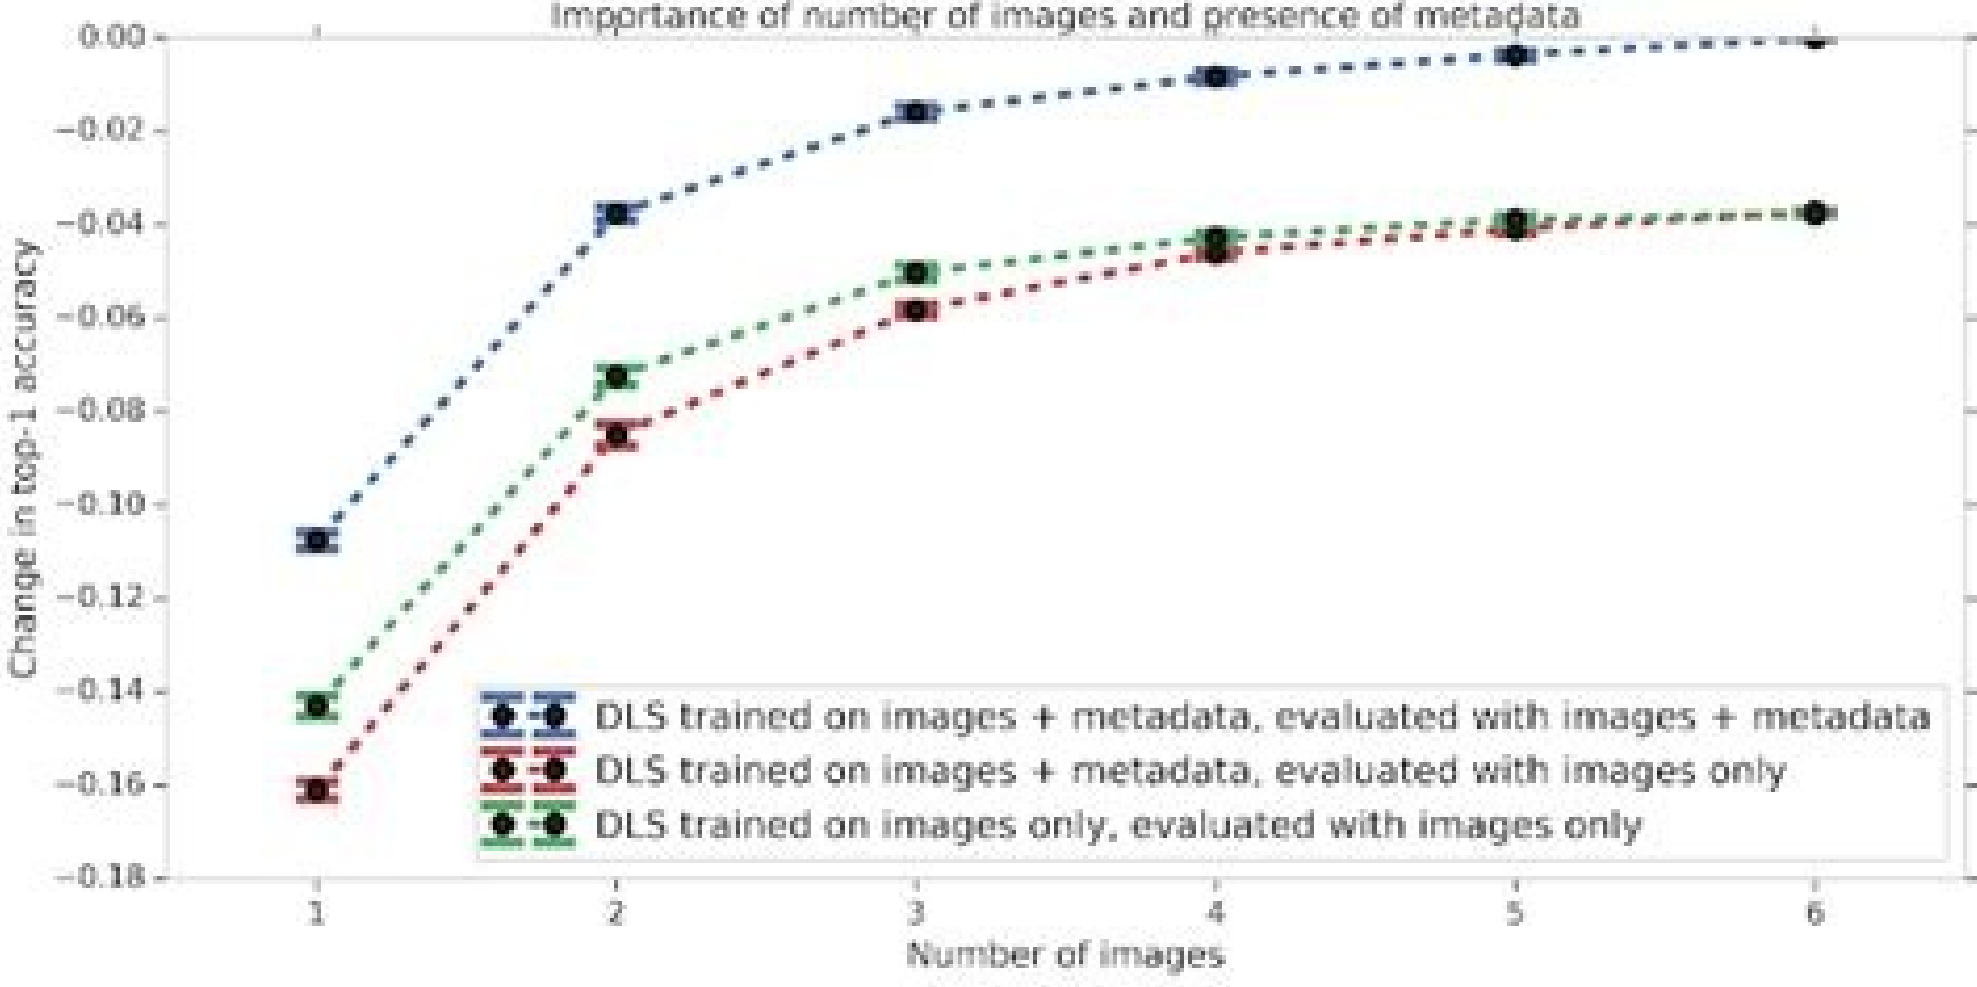 Importance of number of images and presence of metadata
0.00
−0.02
−0.04
−0.06
−0.08
−0.10
−0.12
−0.14
−0.16
−0.18
Change in top-1 accuracy
DLS trained on images + metadata, evaluated with images + metadata
DLS trained on images + metadata, evaluated with images only
DLS trained on images only, evaluated with images only
1 2 3 4 5 6
Number of images